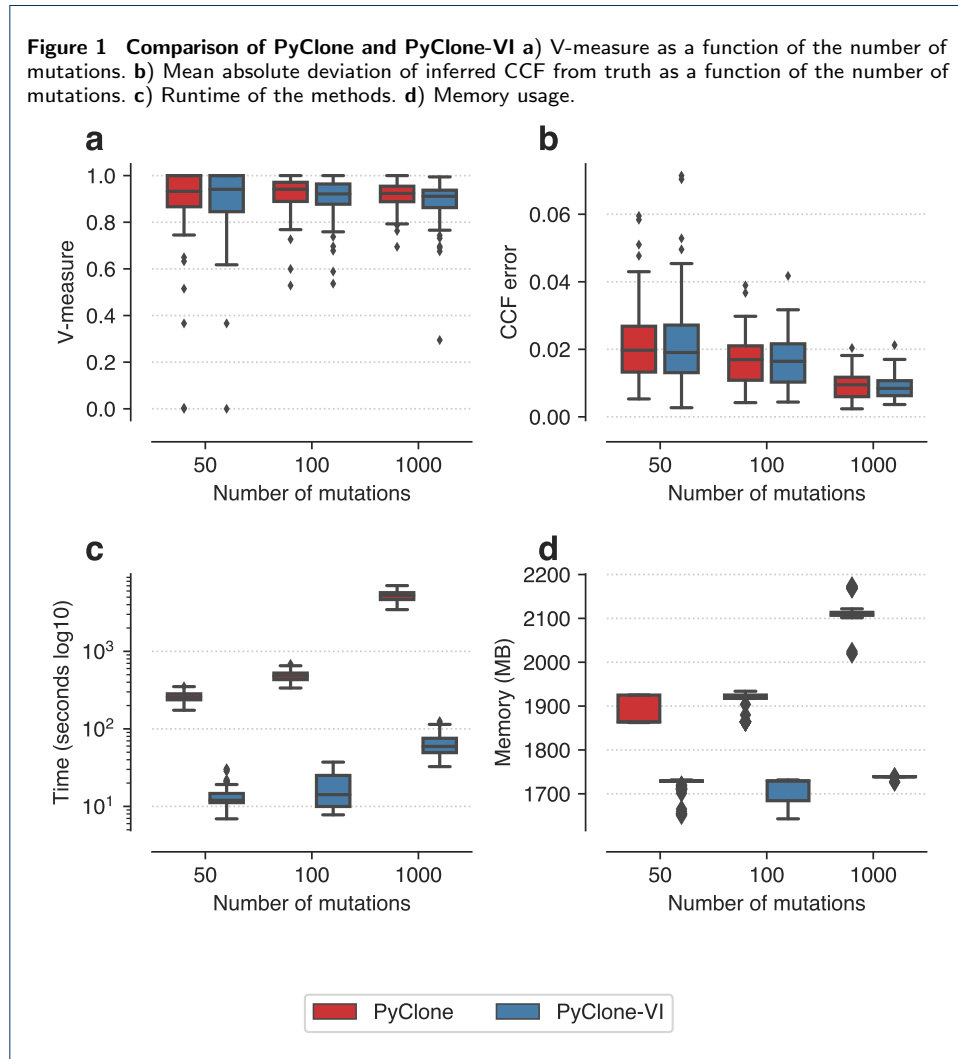 Figure 1 Comparison of PyClone and PyClone-VI a) V-measure as a function of the number of
mutations. b) Mean absolute deviation of inferred CCF from truth as a function of the number of
mutations. c) Runtime of the methods. d) Memory usage.
a
1.0
0.8
0.6
0.4
0.2
0.0
V-measure
50
100
1000
Number of mutations
b
0.06
0.04
0.02
0.00
CCF error
50
100
1000
Number of mutations
c
10³
10²
10¹
Time (seconds log10)
50
100
1000
Number of mutations
d
2200
2100
2000
1900
1800
1700
Memory (MB)
50
100
1000
Number of mutations
PyClone
PyClone-VI